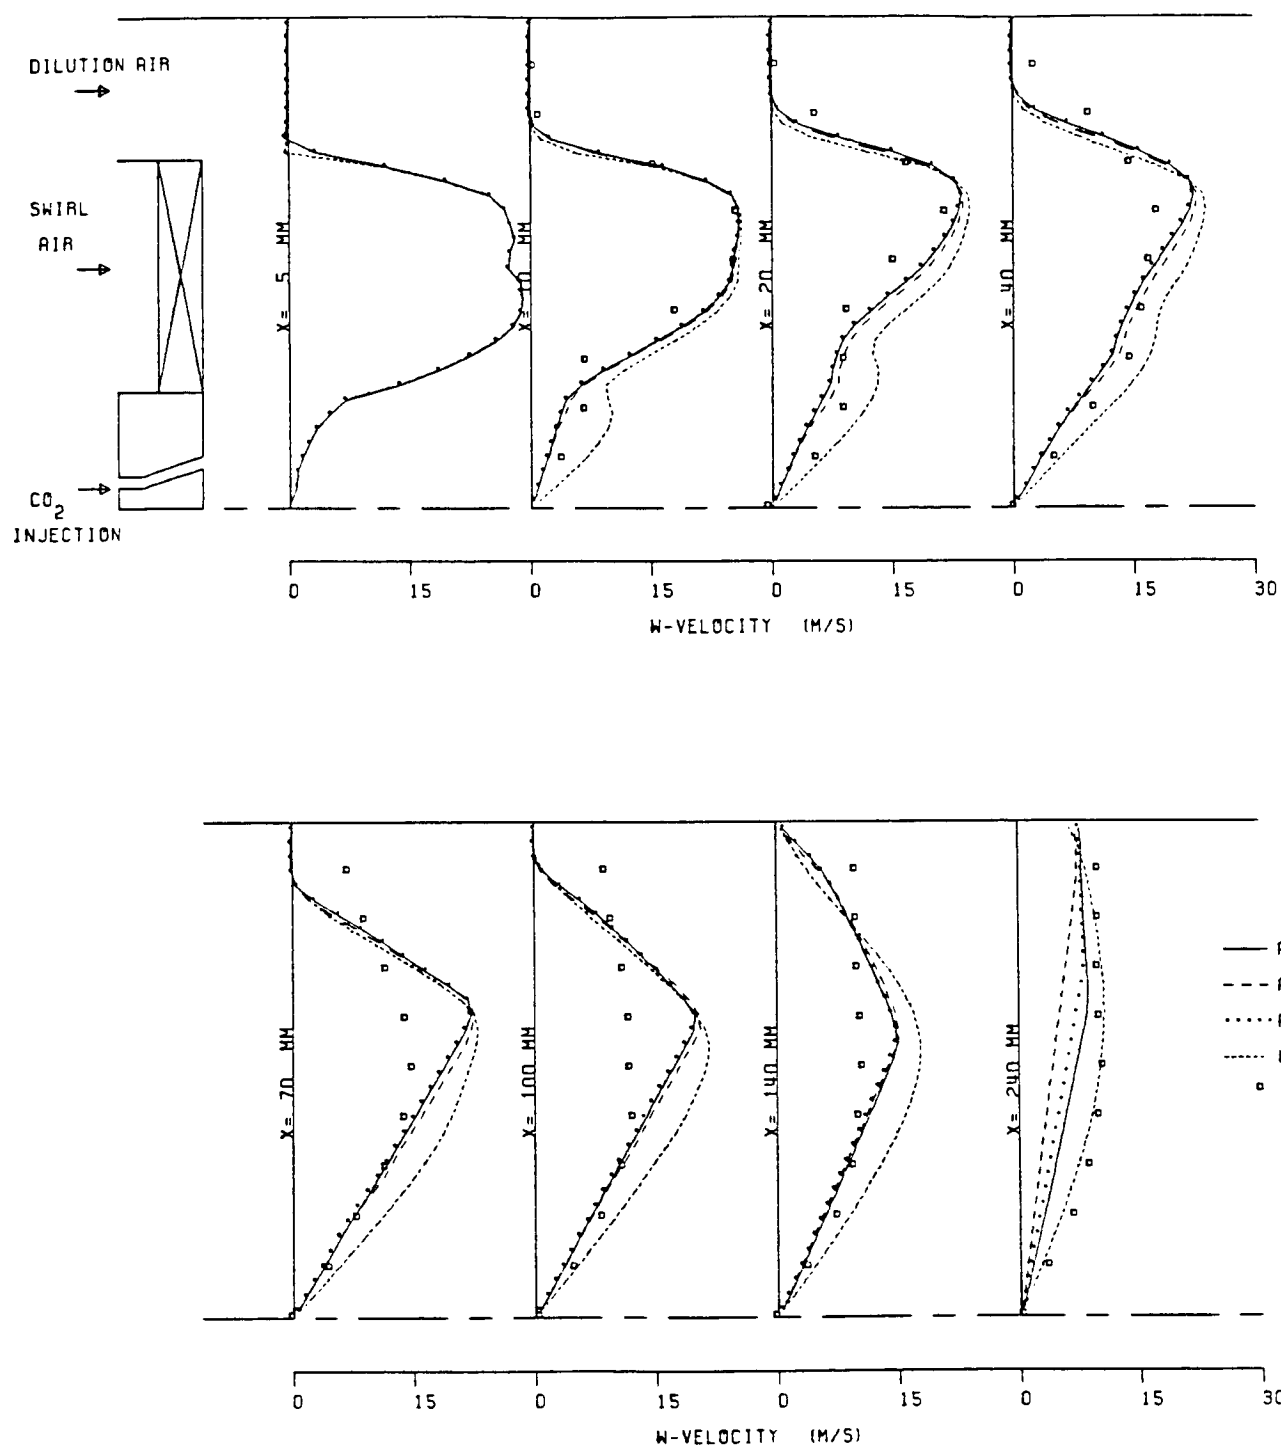 DILUTION AIR
SWIRL
AIR
CO2
INJECTION
X= 5 MM
X= 10 MM
X= 20 MM
X= 40 MM
0 15 0 15 0 15 0 15 30
W-VELOCITY (M/S)
X= 70 MM
X= 100 MM
X= 140 MM
X= 240 MM
0 15 0 15 0 15 0 15
W-VELOCITY (M/S)